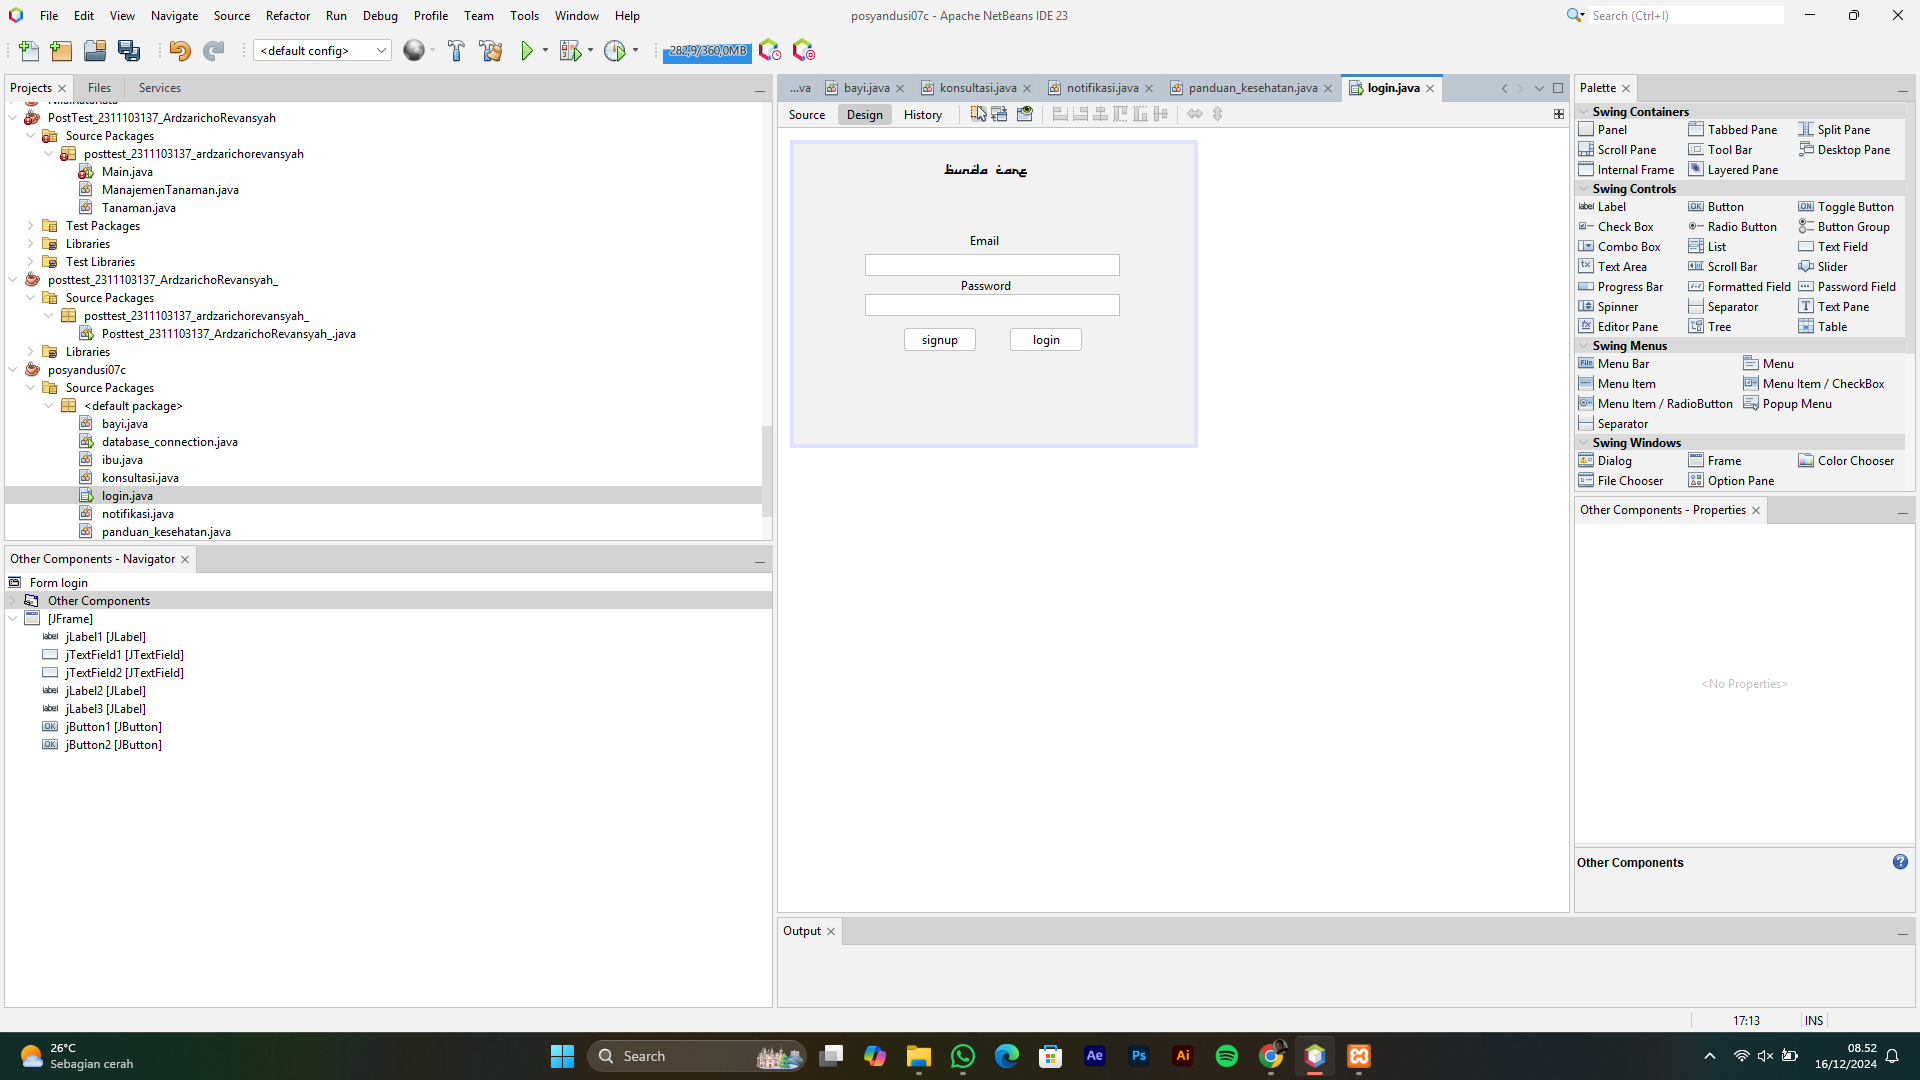 File Edit View Navigate Source Refactor Run Debug Profile Team Tools Window Help
posyandusi07c - Apache NetBeans IDE 23
Search (Ctrl+I)
<default config>
282,9/360,0MB
Projects Files Services
PostTest_2311103137_ArdzarichoRevansyah
Source Packages
posttest_2311103137_ardzarichorevansyah
Main.java
ManajemenTanaman.java
Tanaman.java
Test Packages
Libraries
Test Libraries
posttest_2311103137_ArdzarichoRevansyah_
Source Packages
posttest_2311103137_ardzarichorevansyah_
Posttest_2311103137_ArdzarichoRevansyah_.java
Libraries
posyandusi07c
Source Packages
<default package>
bayi.java
database_connection.java
ibu.java
konsultasi.java
login.java
notifikasi.java
panduan_kesehatan.java
Other Components - Navigator
Form login
Other Components
[JFrame]
jLabel1 [JLabel]
jTextField1 [JTextField]
jTextField2 [JTextField]
jLabel2 [JLabel]
jLabel3 [JLabel]
jButton1 [JButton]
jButton2 [JButton]
...va bayi.java konsultasi.java notifikasi.java panduan_kesehatan.java login.java
Source Design History
bunda care
Email
Password
signup login
Output
Palette
Swing Containers
Panel Tabbed Pane Split Pane
Scroll Pane Tool Bar Desktop Pane
Internal Frame Layered Pane
Swing Controls
label Label OK Button ON Toggle Button
Check Box Radio Button Button Group
Combo Box List Text Field
Text Area Scroll Bar Slider
Progress Bar Formatted Field Password Field
Spinner Separator Text Pane
Editor Pane Tree Table
Swing Menus
Menu Bar Menu
Menu Item Menu Item / CheckBox
Menu Item / RadioButton Popup Menu
Separator
Swing Windows
Dialog Frame Color Chooser
File Chooser Option Pane
Other Components - Properties
<No Properties>
Other Components
17:13 INS
26°C
Sebagian cerah
Search
Ae Ps Ai
08.52
16/12/2024